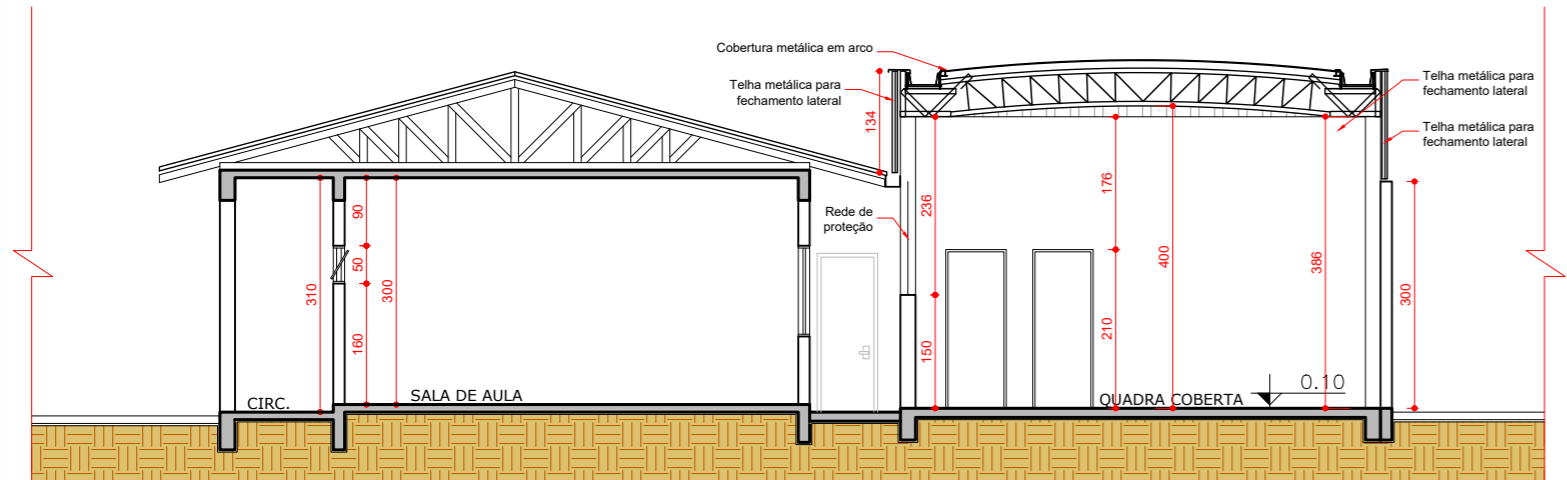 Cobertura metálica em arco
Telha metálica para
fechamento lateral
Telha metálica para
fechamento lateral
Telha metálica para
fechamento lateral
134
Rede de
proteção
90
50
160
310
300
236
150
176
210
400
386
300
CIRC.
SALA DE AULA
QUADRA COBERTA
0.10